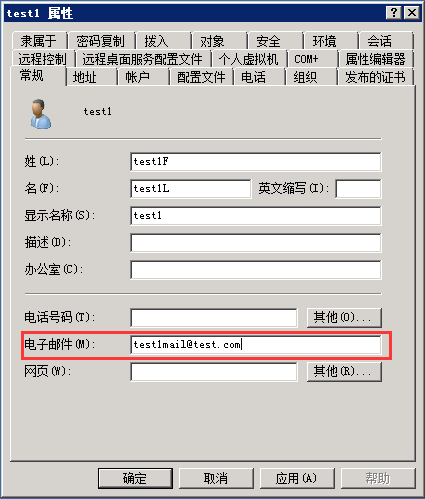 test1 属性
隶属于 密码复制 拨入 对象 安全 环境 会话
远程控制 远程桌面服务配置文件 个人虚拟机 COM+ 属性编辑器
常规 地址 帐户 配置文件 电话 组织 发布的证书
test1
姓(L): test1F
名(F): test1L 英文缩写(I):
显示名称(S): test1
描述(D):
办公室(C):
电话号码(T): 其他(O)...
电子邮件(M): test1mail@test.com
网页(W): 其他(R)...
确定 取消 应用(A) 帮助